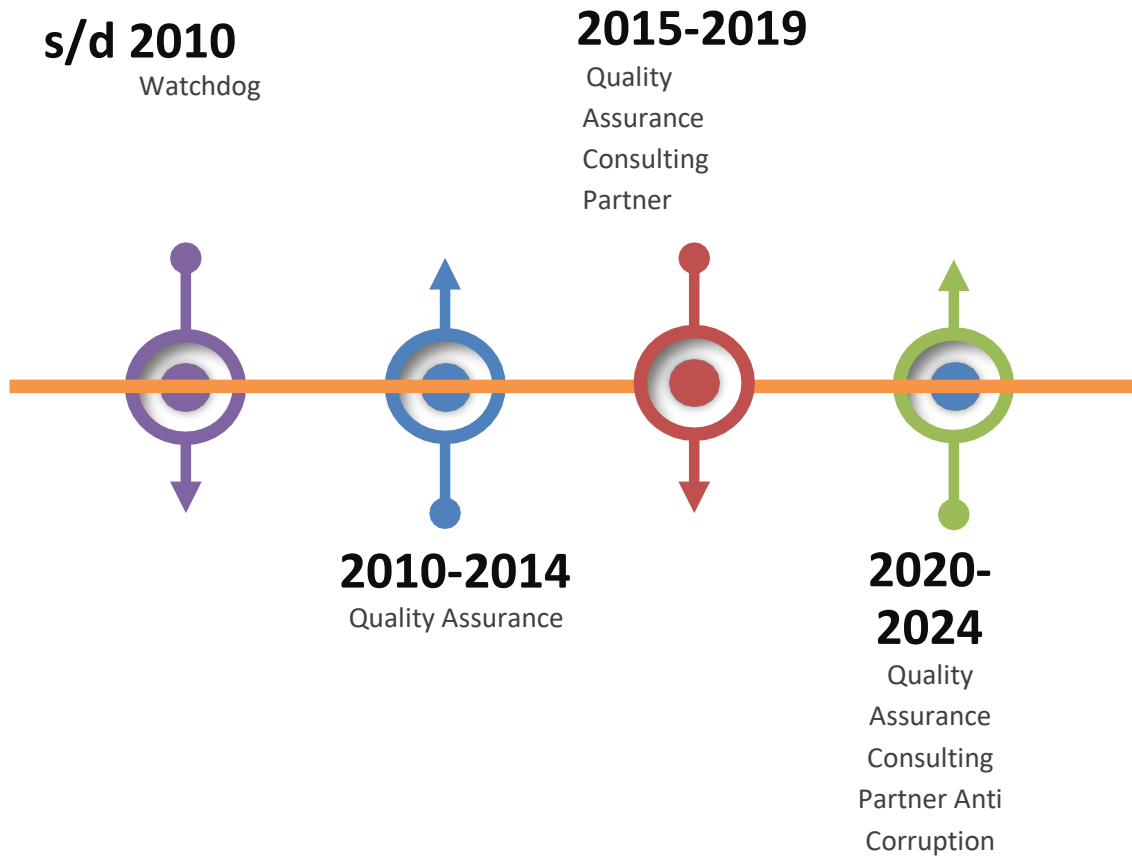 s/d 2010
Watchdog
2010-2014
Quality Assurance
2015-2019
Quality
Assurance
Consulting
Partner
2020-
2024
Quality
Assurance
Consulting
Partner Anti
Corruption